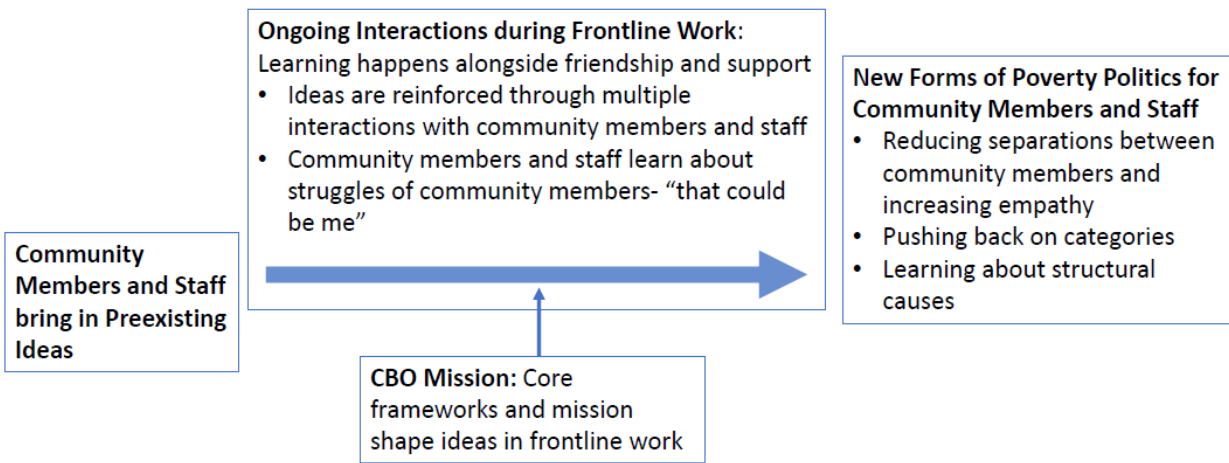 Ongoing Interactions during Frontline Work:
Learning happens alongside friendship and support
• Ideas are reinforced through multiple
interactions with community members and staff
• Community members and staff learn about
struggles of community members- “that could
be me”
New Forms of Poverty Politics for
Community Members and Staff
• Reducing separations between
community members and
increasing empathy
• Pushing back on categories
• Learning about structural
causes
Community
Members and Staff
bring in Preexisting
Ideas
CBO Mission: Core
frameworks and mission
shape ideas in frontline work